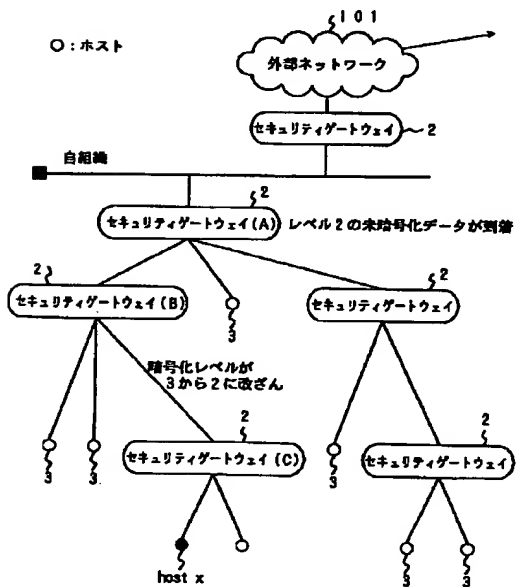 101
○:ホスト
外部ネットワーク
セキュリティゲートウェイ
2
自組織
2
セキュリティゲートウェイ(A)
レベル2の未暗号化データが到着
2
セキュリティゲートウェイ(B)
3
2
セキュリティゲートウェイ
暗号化レベルが
3から2に改ざん
3
3
2
セキュリティゲートウェイ(C)
3
2
セキュリティゲートウェイ
host x
3
3